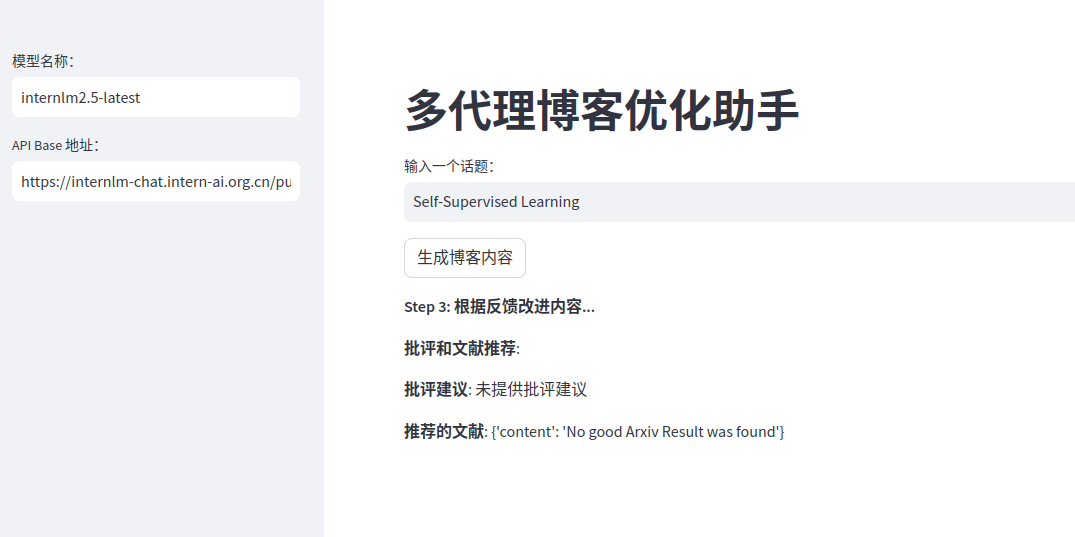 模型名称：
internlm2.5-latest
API Base 地址：
https://internlm-chat.intern-ai.org.cn/pu
多代理博客优化助手
输入一个话题：
Self-Supervised Learning
生成博客内容
Step 3: 根据反馈改进内容...
批评和文献推荐:
批评建议: 未提供批评建议
推荐的文献: {'content': 'No good Arxiv Result was found'}